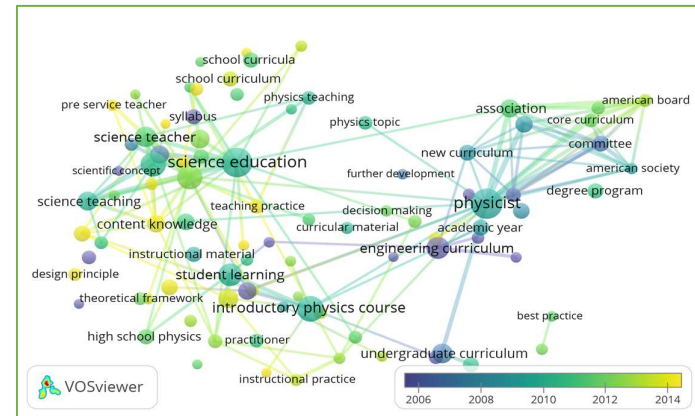 school curricula
school curriculum
pre service teacher
physics teaching
american board
syllabus
association
core curriculum
physics topic
science teacher
committee
new curriculum
science education
american society
scientific concept
further development
degree program
science teaching
physicist
teaching practice
decision making
content knowledge
curricular material
academic year
engineering curriculum
instructional material
design principle
student learning
theoretical framework
introductory physics course
best practice
high school physics
practitioner
undergraduate curriculum
instructional practice
VOSviewer
2006 2008 2010 2012 2014